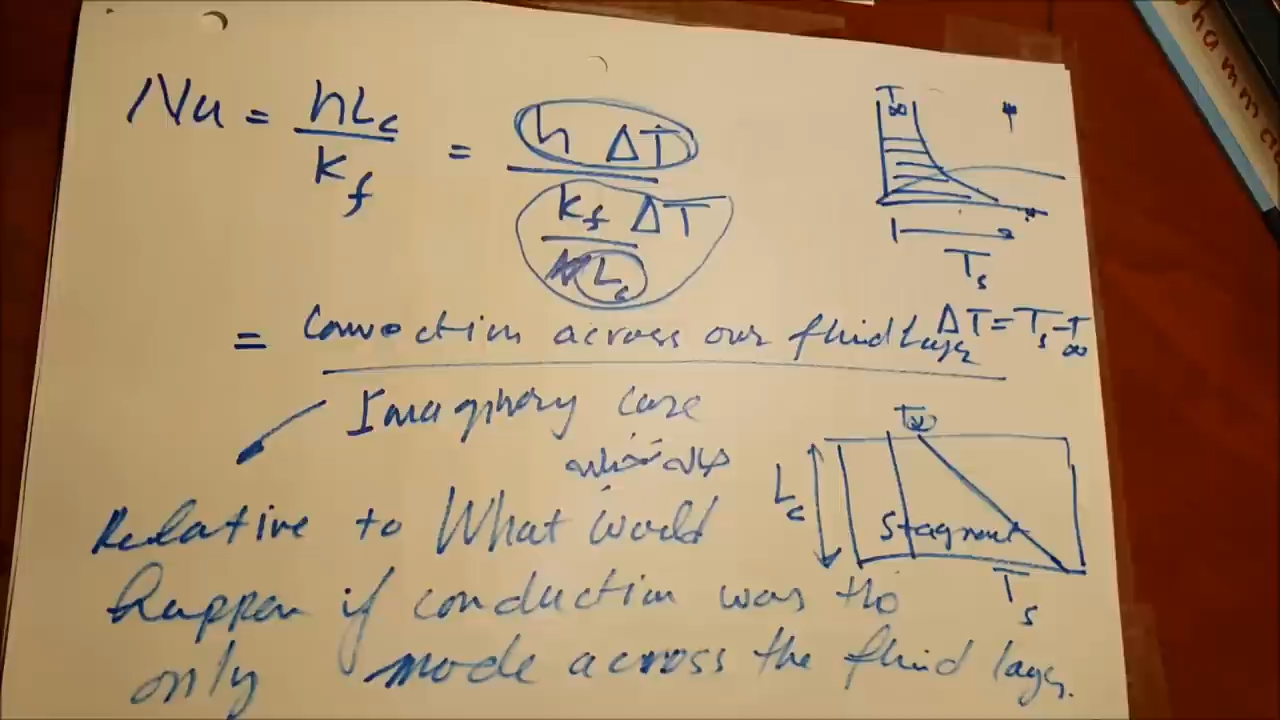 Nu = hLc / kf = h ΔT / (kf ΔT / Lc)
T∞
Ts
ΔT = Ts - T∞
= Convection across our fluid layer
Imaginary case
T∞
Lc
Stagnant
Ts
Relative to What would
happen if conduction was the
only mode across the fluid layer.